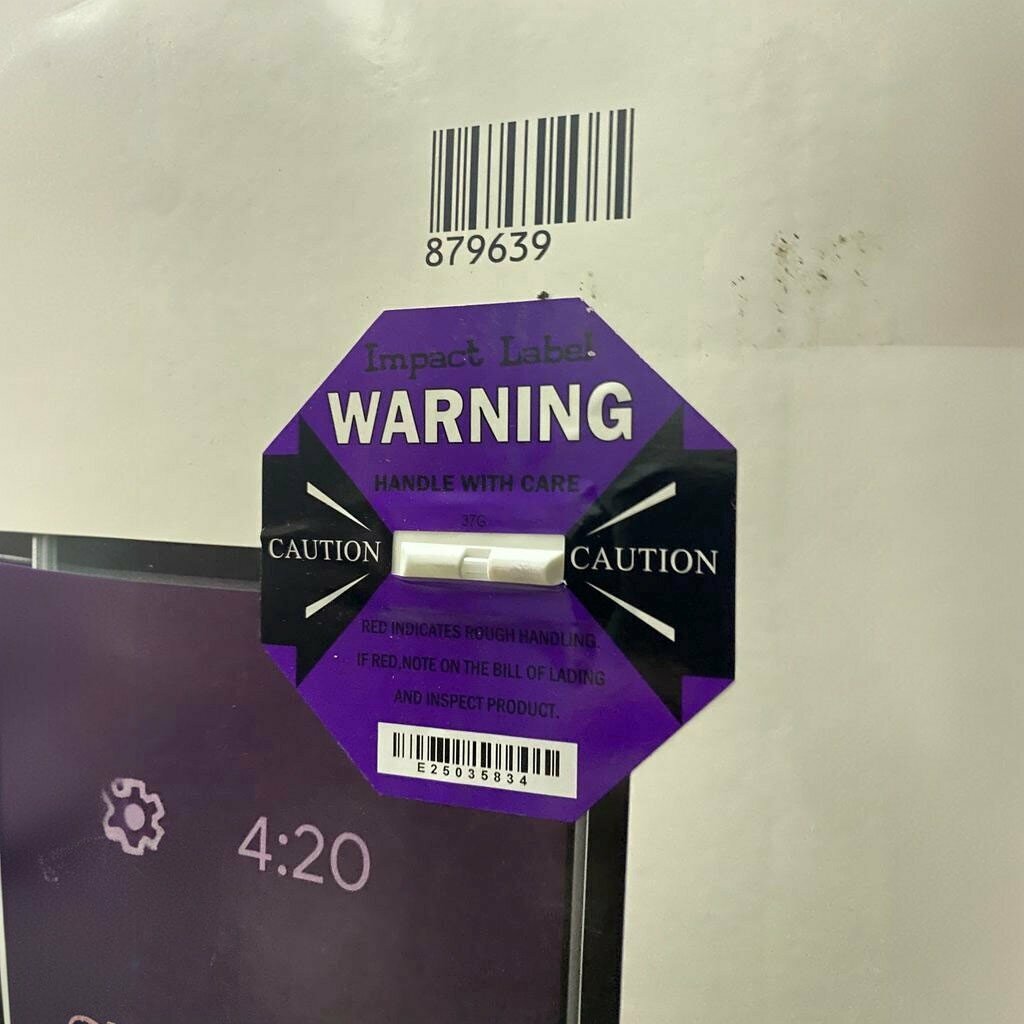 879639
Impact Label
WARNING
HANDLE WITH CARE
37G
CAUTION
CAUTION
RED INDICATES ROUGH HANDLING.
IF RED,NOTE ON THE BILL OF LADING
AND INSPECT PRODUCT.
E25035834
4:20